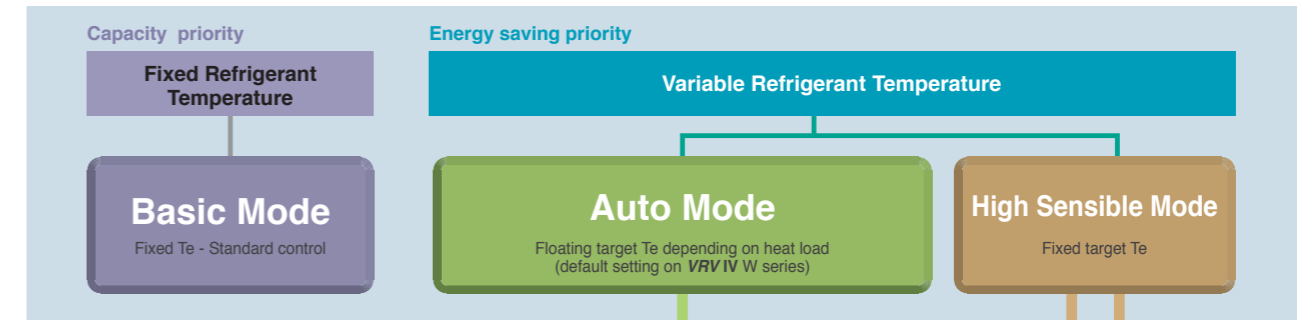 Capacity priority
Energy saving priority
Fixed Refrigerant
Temperature
Variable Refrigerant Temperature
Basic Mode
Fixed Te - Standard control
Auto Mode
Floating target Te depending on heat load
(default setting on VRV IV W series)
High Sensible Mode
Fixed target Te